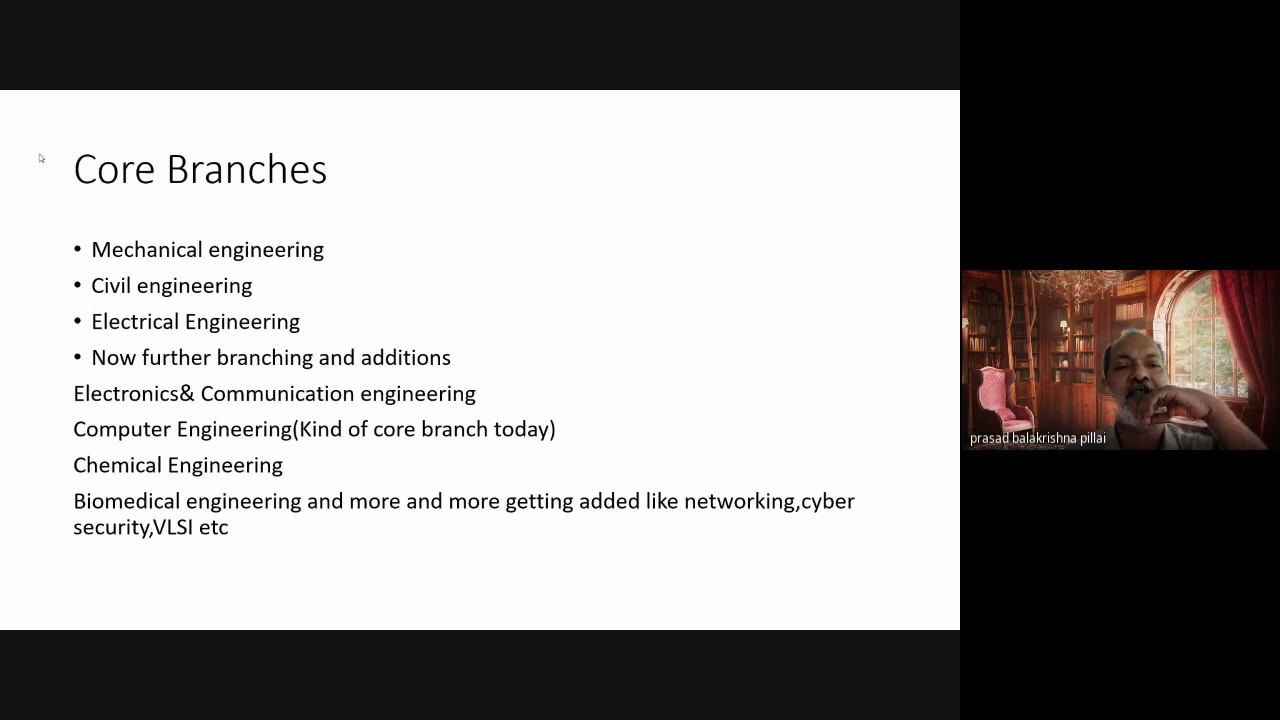 Core Branches
• Mechanical engineering
• Civil engineering
• Electrical Engineering
• Now further branching and additions
Electronics& Communication engineering
Computer Engineering(Kind of core branch today)
Chemical Engineering
Biomedical engineering and more and more getting added like networking,cyber
security,VLSI etc
prasad balakrishna pillai